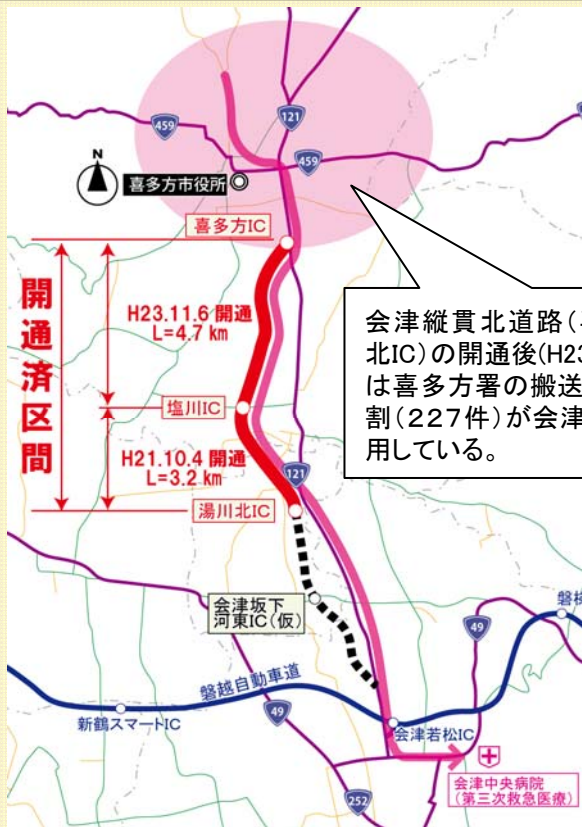 459
121
459
N
喜多方市役所
喜多方IC
開通済区間
H23.11.6 開通
L=4.7 km
会津縦貫北道路(
北IC)の開通後(H23
は喜多方署の搬送
割(227件)が会津
用している。
塩川IC
H21.10.4 開通
L=3.2 km
121
湯川北IC
会津坂下
河東IC(仮)
49
磐越自動車道
新鶴スマートIC
49
会津若松IC
252
会津中央病院
(第三次救急医療)